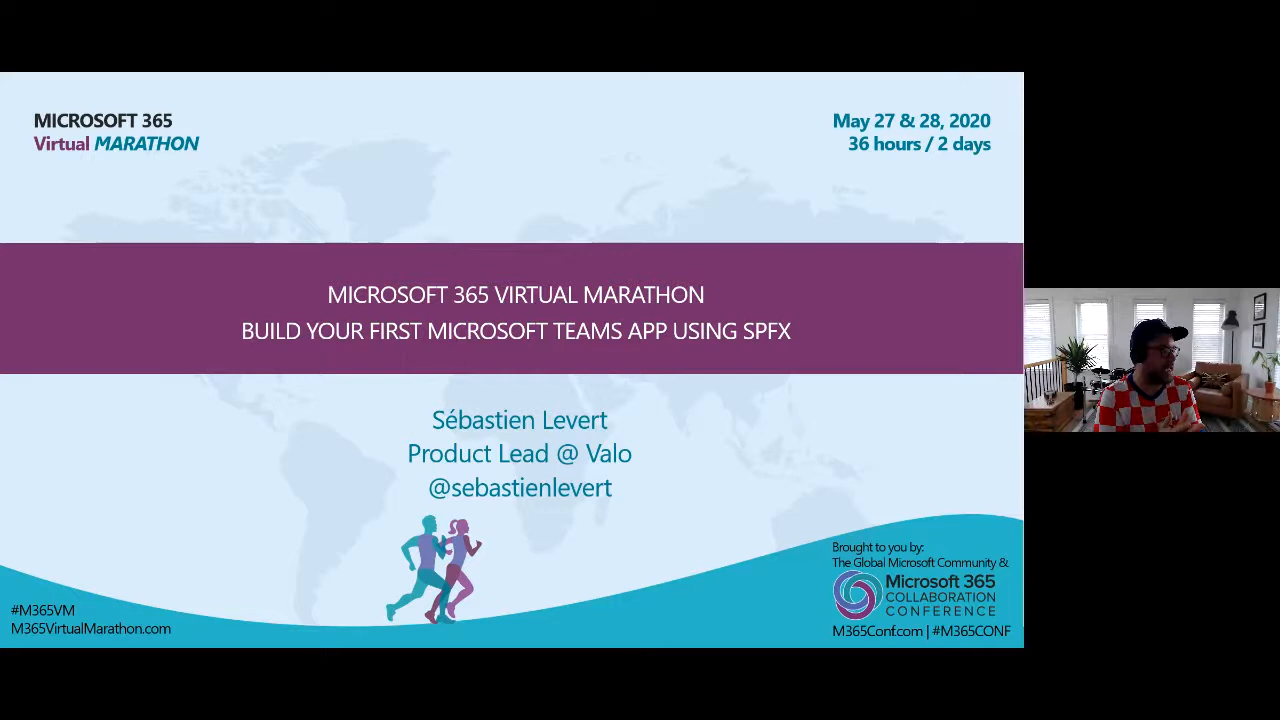 MICROSOFT 365
Virtual MARATHON
May 27 & 28, 2020
36 hours / 2 days
MICROSOFT 365 VIRTUAL MARATHON
BUILD YOUR FIRST MICROSOFT TEAMS APP USING SPFX
Sébastien Levert
Product Lead @ Valo
@sebastienlevert
#M365VM
M365VirtualMarathon.com
Brought to you by:
The Global Microsoft Community &
Microsoft 365
COLLABORATION
CONFERENCE
M365Conf.com | #M365CONF